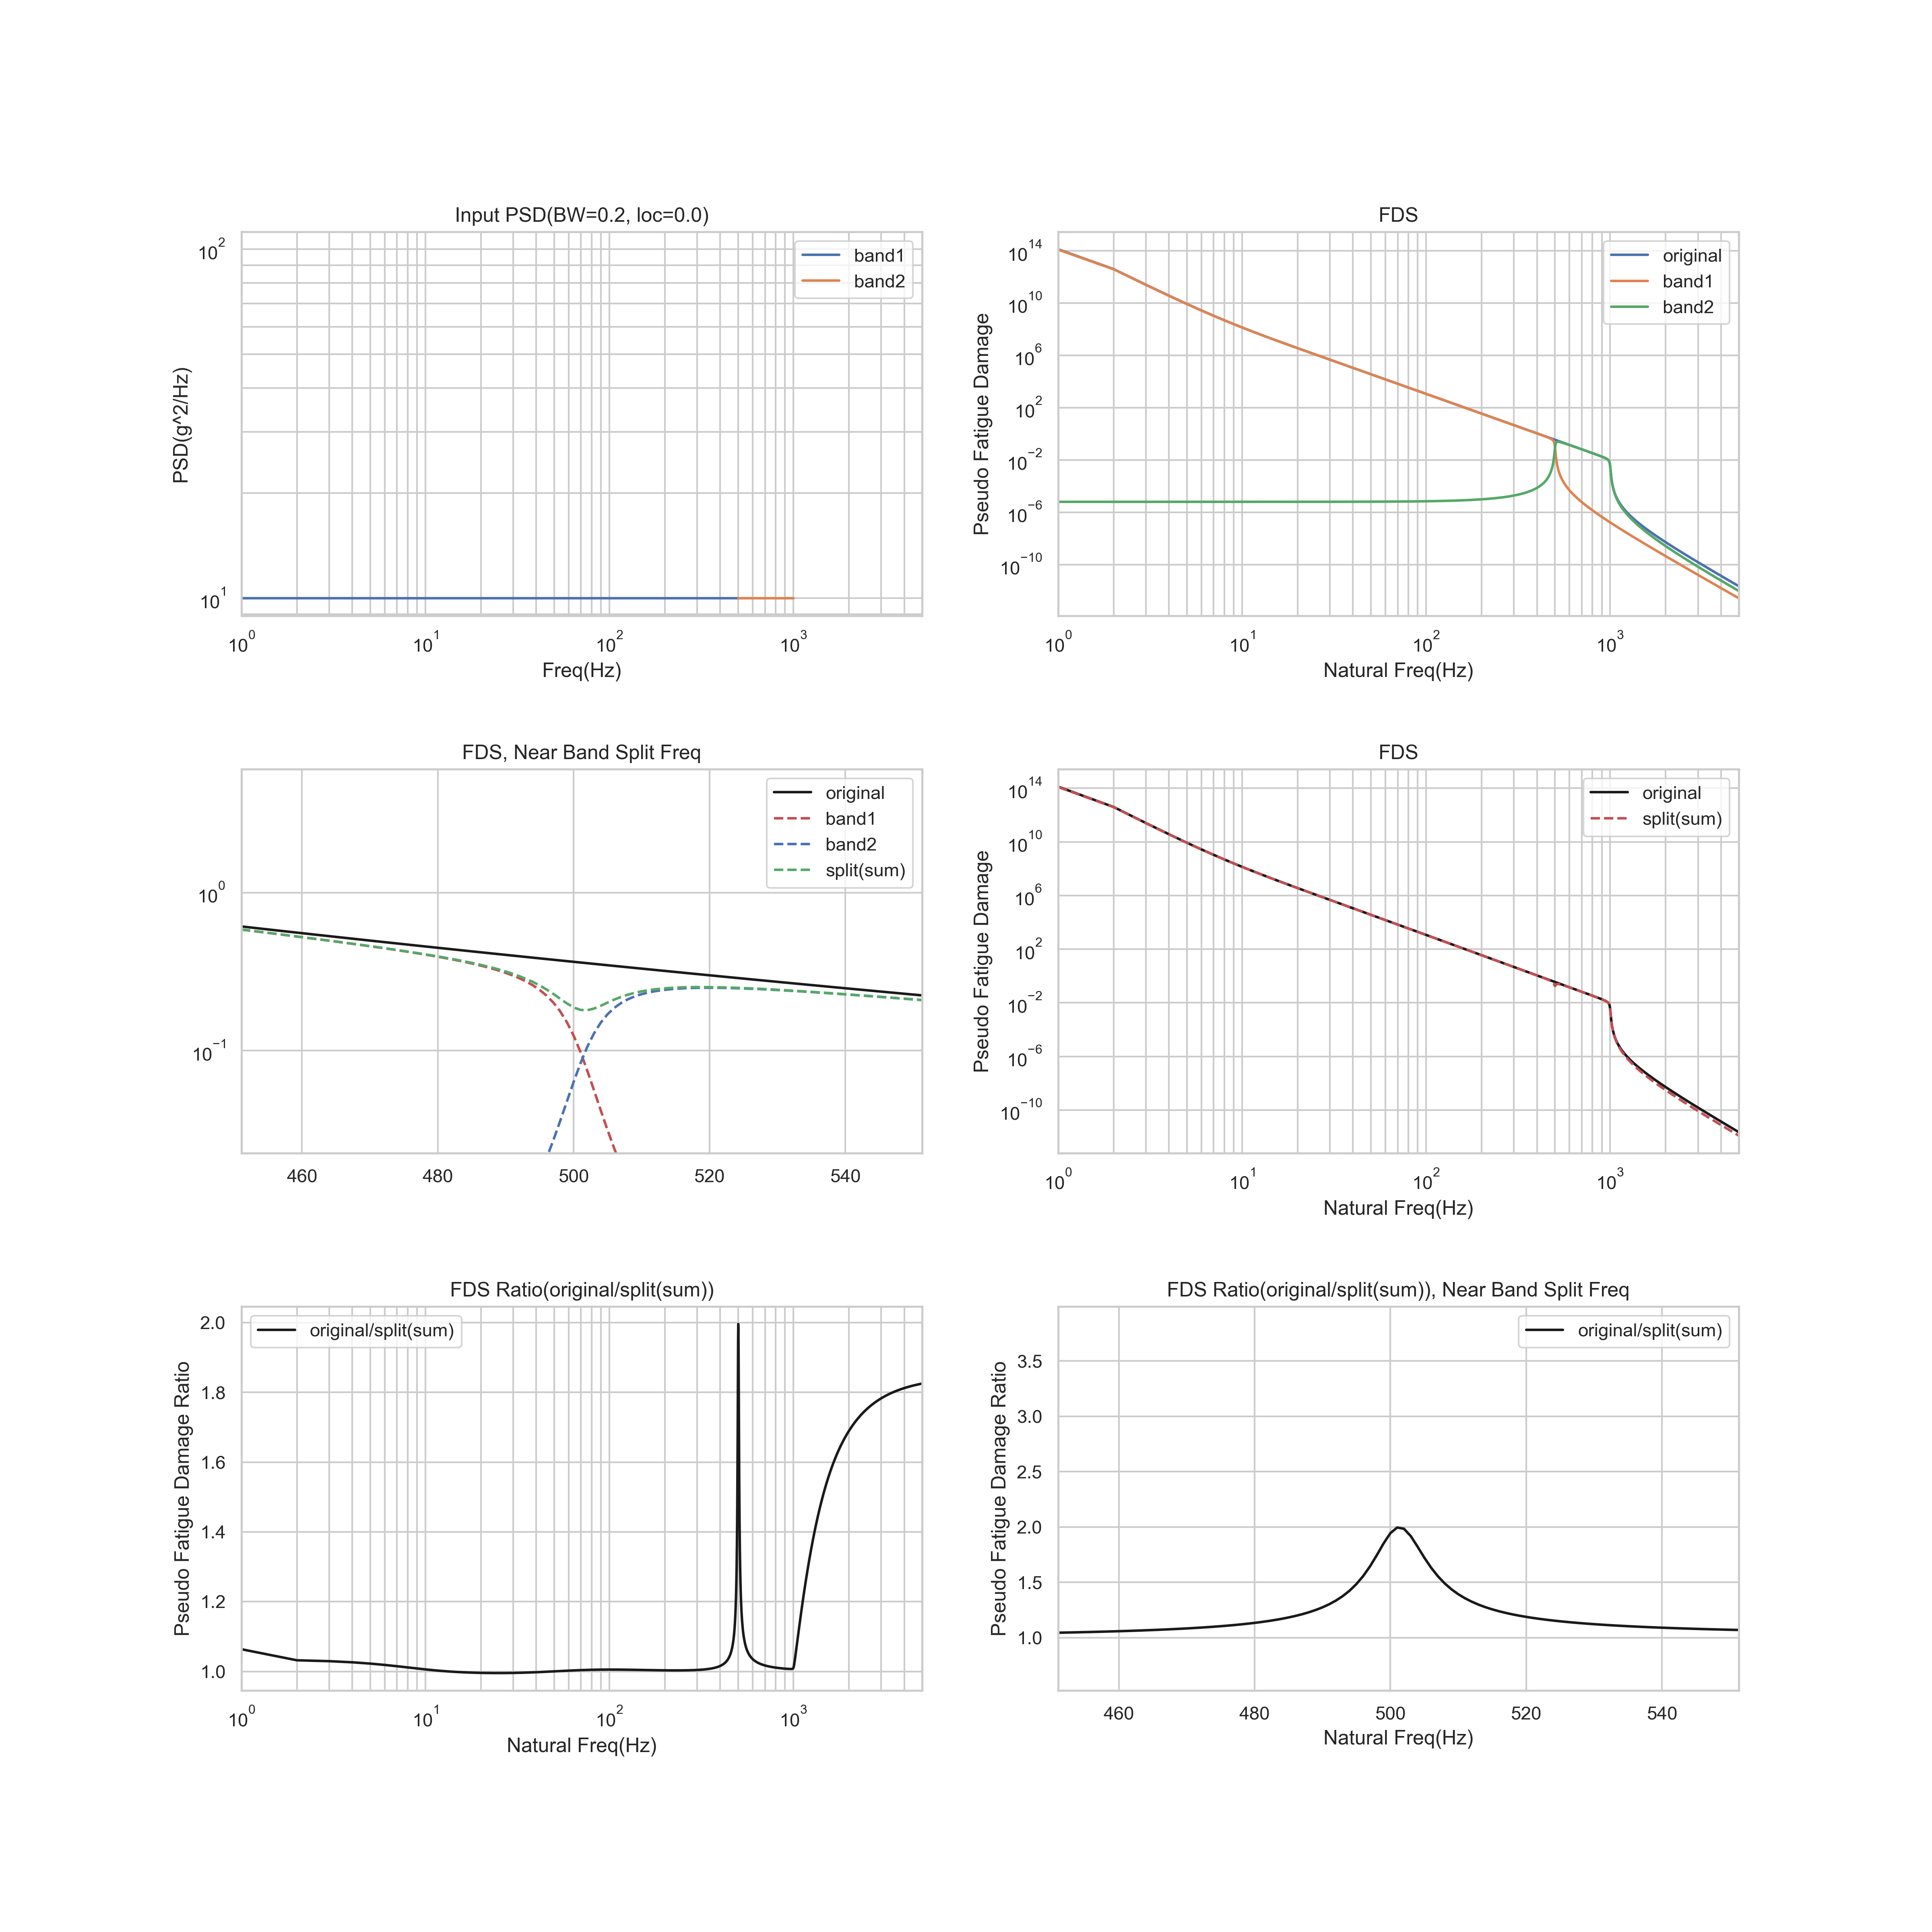 Input PSD(BW=0.2, loc=0.0)
PSD(g^2/Hz)
10^2
10^1
band1
band2
10^0 10^1 10^2 10^3
Freq(Hz)
FDS
Pseudo Fatigue Damage
10^14
10^10
10^6
10^2
10^−2
10^−6
10^−10
original
band1
band2
10^0 10^1 10^2 10^3
Natural Freq(Hz)
FDS, Near Band Split Freq
10^0
10^−1
original
band1
band2
split(sum)
460 480 500 520 540
FDS
Pseudo Fatigue Damage
10^14
10^10
10^6
10^2
10^−2
10^−6
10^−10
original
split(sum)
10^0 10^1 10^2 10^3
Natural Freq(Hz)
FDS Ratio(original/split(sum))
Pseudo Fatigue Damage Ratio
2.0
1.8
1.6
1.4
1.2
1.0
original/split(sum)
10^0 10^1 10^2 10^3
Natural Freq(Hz)
FDS Ratio(original/split(sum)), Near Band Split Freq
Pseudo Fatigue Damage Ratio
3.5
3.0
2.5
2.0
1.5
1.0
original/split(sum)
460 480 500 520 540
Natural Freq(Hz)